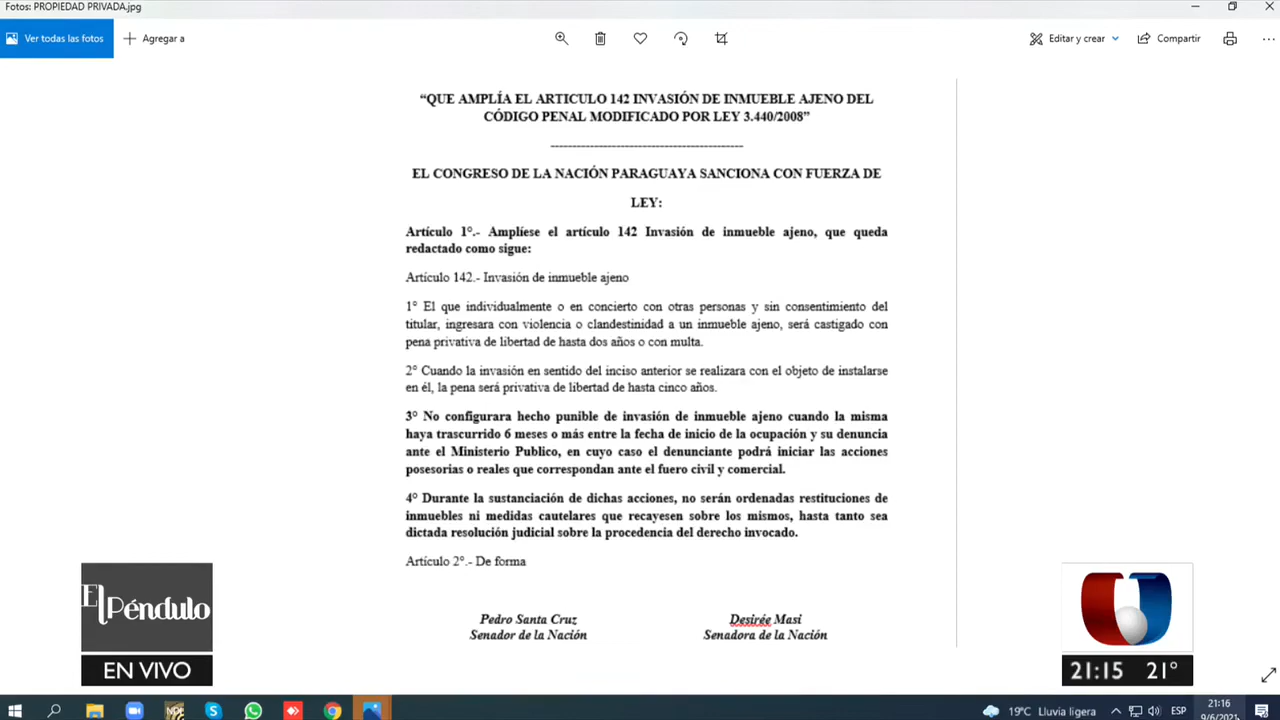 Fotos: PROPIEDAD PRIVADA.jpg
Ver todas las fotos
Agregar a
Editar y crear
Compartir
“QUE AMPLÍA EL ARTICULO 142 INVASIÓN DE INMUEBLE AJENO DEL
CÓDIGO PENAL MODIFICADO POR LEY 3.440/2008”
--------------------------------------------
EL CONGRESO DE LA NACIÓN PARAGUAYA SANCIONA CON FUERZA DE
LEY:
Artículo 1°.- Amplíese el artículo 142 Invasión de inmueble ajeno, que queda
redactado como sigue:
Artículo 142.- Invasión de inmueble ajeno
1° El que individualmente o en concierto con otras personas y sin consentimiento del
titular, ingresara con violencia o clandestinidad a un inmueble ajeno, será castigado con
pena privativa de libertad de hasta dos años o con multa.
2° Cuando la invasión en sentido del inciso anterior se realizara con el objeto de instalarse
en él, la pena será privativa de libertad de hasta cinco años.
3° No configurara hecho punible de invasión de inmueble ajeno cuando la misma
haya trascurrido 6 meses o más entre la fecha de inicio de la ocupación y su denuncia
ante el Ministerio Publico, en cuyo caso el denunciante podrá iniciar las acciones
posesorias o reales que correspondan ante el fuero civil y comercial.
4° Durante la sustanciación de dichas acciones, no serán ordenadas restituciones de
inmuebles ni medidas cautelares que recayesen sobre los mismos, hasta tanto sea
dictada resolución judicial sobre la procedencia del derecho invocado.
Artículo 2°.- De forma
Pedro Santa Cruz
Senador de la Nación
Desirée Masi
Senadora de la Nación
El Péndulo
EN VIVO
21:15 21°
19°C Lluvia ligera
ESP
21:16
9/6/2021